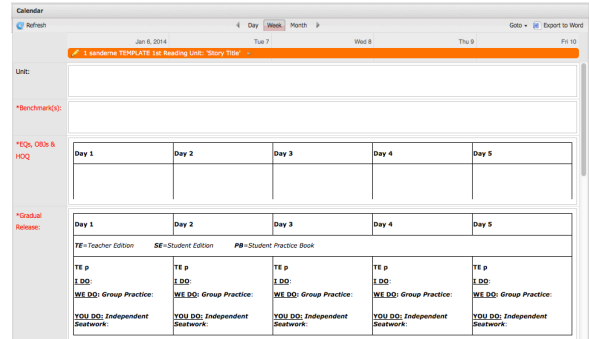 Calendar
Refresh
Day Week Month
Goto
Export to Word
Jan 6, 2014 Tue 7 Wed 8 Thu 9 Fri 10
1 sanderne TEMPLATE 1st Reading Unit: 'Story Title' -
Unit:
*Benchmark(s):
*EQs, OBJs &
HOQ
Day 1 Day 2 Day 3 Day 4 Day 5
*Gradual
Release:
Day 1 Day 2 Day 3 Day 4 Day 5
TE=Teacher Edition SE=Student Edition PB=Student Practice Book
TE p TE p TE p TE p TE p
I DO: I DO: I DO: I DO: I DO:
WE DO: Group Practice: WE DO: Group Practice: WE DO: Group Practice: WE DO: Group Practice: WE DO: Group Practice:
YOU DO: Independent YOU DO: Independent YOU DO: Independent YOU DO: Independent YOU DO: Independent
Seatwork: Seatwork: Seatwork: Seatwork: Seatwork: